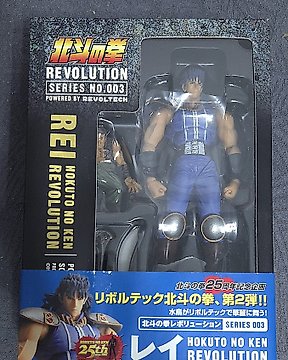 北斗の拳
REVOLUTION
SERIES NO.003
POWERED BY REVOLTECH
REI
HOKUTO NO KEN
REVOLUTION
北斗の拳25周年記念企画
リボルテック北斗の拳、第2弾!!
水鳥がリボルテックで華麗に舞う!
北斗の拳レボリューション
SERIES 003
レイ
HOKUTO NO KEN
REVOLUTION
25th